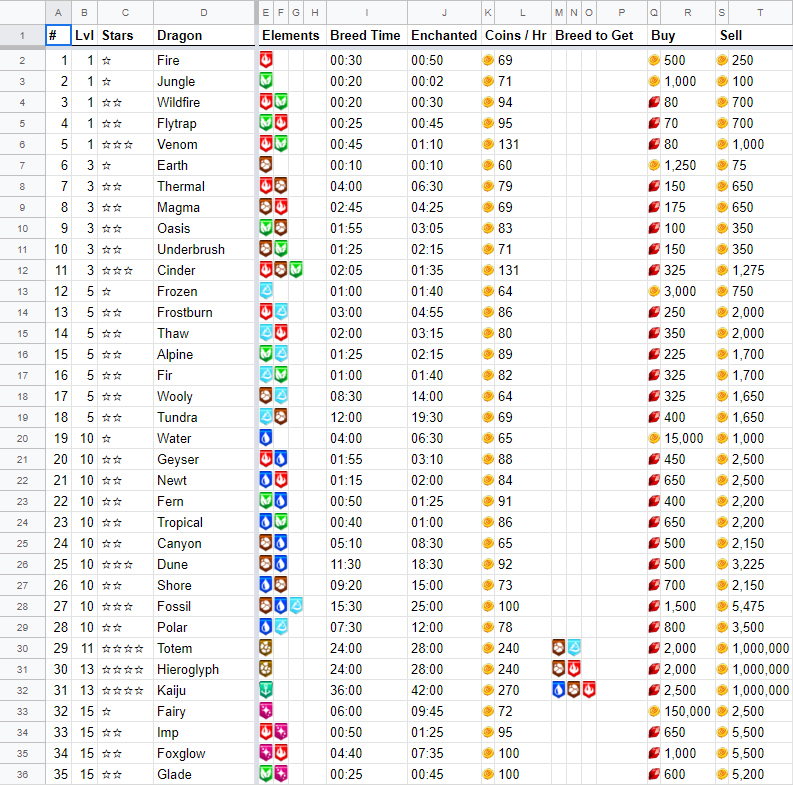 A B C D E F G H I J K L M N O P Q R S T
1 # Lvl Stars Dragon Elements Breed Time Enchanted Coins / Hr Breed to Get Buy Sell
2 1 1 ☆ Fire 00:30 00:50 69 500 250
3 2 1 ☆ Jungle 00:20 00:02 71 1,000 100
4 3 1 ☆☆ Wildfire 00:20 00:30 94 80 700
5 4 1 ☆☆ Flytrap 00:25 00:45 95 70 700
6 5 1 ☆☆☆ Venom 00:45 01:10 131 80 1,000
7 6 3 ☆ Earth 00:10 00:10 60 1,250 75
8 7 3 ☆☆ Thermal 04:00 06:30 79 150 650
9 8 3 ☆☆ Magma 02:45 04:25 69 175 650
10 9 3 ☆☆ Oasis 01:55 03:05 83 100 350
11 10 3 ☆☆ Underbrush 01:25 02:15 71 150 350
12 11 3 ☆☆☆ Cinder 02:05 01:35 131 325 1,275
13 12 5 ☆ Frozen 01:00 01:40 64 3,000 750
14 13 5 ☆☆ Frostburn 03:00 04:55 86 250 2,000
15 14 5 ☆☆ Thaw 02:00 03:15 80 350 2,000
16 15 5 ☆☆ Alpine 01:25 02:15 89 225 1,700
17 16 5 ☆☆ Fir 01:00 01:40 82 325 1,700
18 17 5 ☆☆ Wooly 08:30 14:00 64 325 1,650
19 18 5 ☆☆ Tundra 12:00 19:30 69 400 1,650
20 19 10 ☆ Water 04:00 06:30 65 15,000 1,000
21 20 10 ☆☆ Geyser 01:55 03:10 88 450 2,500
22 21 10 ☆☆ Newt 01:15 02:00 84 650 2,500
23 22 10 ☆☆ Fern 00:50 01:25 91 400 2,200
24 23 10 ☆☆ Tropical 00:40 01:00 86 650 2,200
25 24 10 ☆☆ Canyon 05:10 08:30 65 500 2,150
26 25 10 ☆☆☆ Dune 11:30 18:30 92 500 3,225
27 26 10 ☆☆ Shore 09:20 15:00 73 700 2,150
28 27 10 ☆☆☆ Fossil 15:30 25:00 100 1,500 5,475
29 28 10 ☆☆ Polar 07:30 12:00 78 800 3,500
30 29 11 ☆☆☆☆ Totem 24:00 28:00 240 2,000 1,000,000
31 30 13 ☆☆☆☆ Hieroglyph 24:00 28:00 240 2,000 1,000,000
32 31 13 ☆☆☆☆ Kaiju 36:00 42:00 270 2,500 1,000,000
33 32 15 ☆ Fairy 06:00 09:45 72 150,000 2,500
34 33 15 ☆☆ Imp 00:50 01:25 95 650 5,500
35 34 15 ☆☆ Foxglow 04:40 07:35 100 1,000 5,500
36 35 15 ☆☆ Glade 00:25 00:45 100 600 5,200